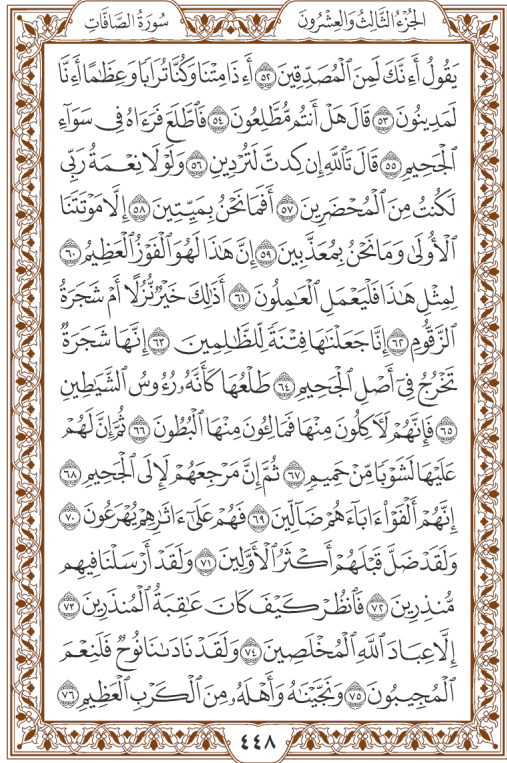 الجُزْءُ الثَّالِثُ وَالعِشْرُونَ سُورَةُ الصَّافَّاتِ
يَقُولُ أَءِنَّكَ لَمِنَ ٱلْمُصَدِّقِينَ ٥٢ أَءِذَا مِتْنَا وَكُنَّا تُرَابًا وَعِظَٰمًا أَءِنَّا
لَمَدِينُونَ ٥٣ قَالَ هَلْ أَنتُم مُّطَّلِعُونَ ٥٤ فَٱطَّلَعَ فَرَءَاهُ فِى سَوَآءِ
ٱلْجَحِيمِ ٥٥ قَالَ تَٱللَّهِ إِن كِدتَّ لَتُرْدِينِ ٥٦ وَلَوْلَا نِعْمَةُ رَبِّى
لَكُنتُ مِنَ ٱلْمُحْضَرِينَ ٥٧ أَفَمَا نَحْنُ بِمَيِّتِينَ ٥٨ إِلَّا مَوْتَتَنَا
ٱلْأُولَىٰ وَمَا نَحْنُ بِمُعَذَّبِينَ ٥٩ إِنَّ هَٰذَا لَهُوَ ٱلْفَوْزُ ٱلْعَظِيمُ ٦٠
لِمِثْلِ هَٰذَا فَلْيَعْمَلِ ٱلْعَٰمِلُونَ ٦١ أَذَٰلِكَ خَيْرٌ نُّزُلًا أَمْ شَجَرَةُ
ٱلزَّقُّومِ ٦٢ إِنَّا جَعَلْنَٰهَا فِتْنَةً لِّلظَّٰلِمِينَ ٦٣ إِنَّهَا شَجَرَةٌ
تَخْرُجُ فِىٓ أَصْلِ ٱلْجَحِيمِ ٦٤ طَلْعُهَا كَأَنَّهُۥ رُءُوسُ ٱلشَّيَٰطِينِ
٦٥ فَإِنَّهُمْ لَءَاكِلُونَ مِنْهَا فَمَالِـُٔونَ مِنْهَا ٱلْبُطُونَ ٦٦ ثُمَّ إِنَّ لَهُمْ
عَلَيْهَا لَشَوْبًا مِّنْ حَمِيمٍ ٦٧ ثُمَّ إِنَّ مَرْجِعَهُمْ لَإِلَى ٱلْجَحِيمِ ٦٨
إِنَّهُمْ أَلْفَوْا۟ ءَابَآءَهُمْ ضَآلِّينَ ٦٩ فَهُمْ عَلَىٰٓ ءَاثَٰرِهِمْ يُهْرَعُونَ ٧٠
وَلَقَدْ ضَلَّ قَبْلَهُمْ أَكْثَرُ ٱلْأَوَّلِينَ ٧١ وَلَقَدْ أَرْسَلْنَا فِيهِم
مُّنذِرِينَ ٧٢ فَٱنظُرْ كَيْفَ كَانَ عَٰقِبَةُ ٱلْمُنذَرِينَ ٧٣
إِلَّا عِبَادَ ٱللَّهِ ٱلْمُخْلَصِينَ ٧٤ وَلَقَدْ نَادَىٰنَا نُوحٌ فَلَنِعْمَ
ٱلْمُجِيبُونَ ٧٥ وَنَجَّيْنَٰهُ وَأَهْلَهُۥ مِنَ ٱلْكَرْبِ ٱلْعَظِيمِ ٧٦
٤٤٨